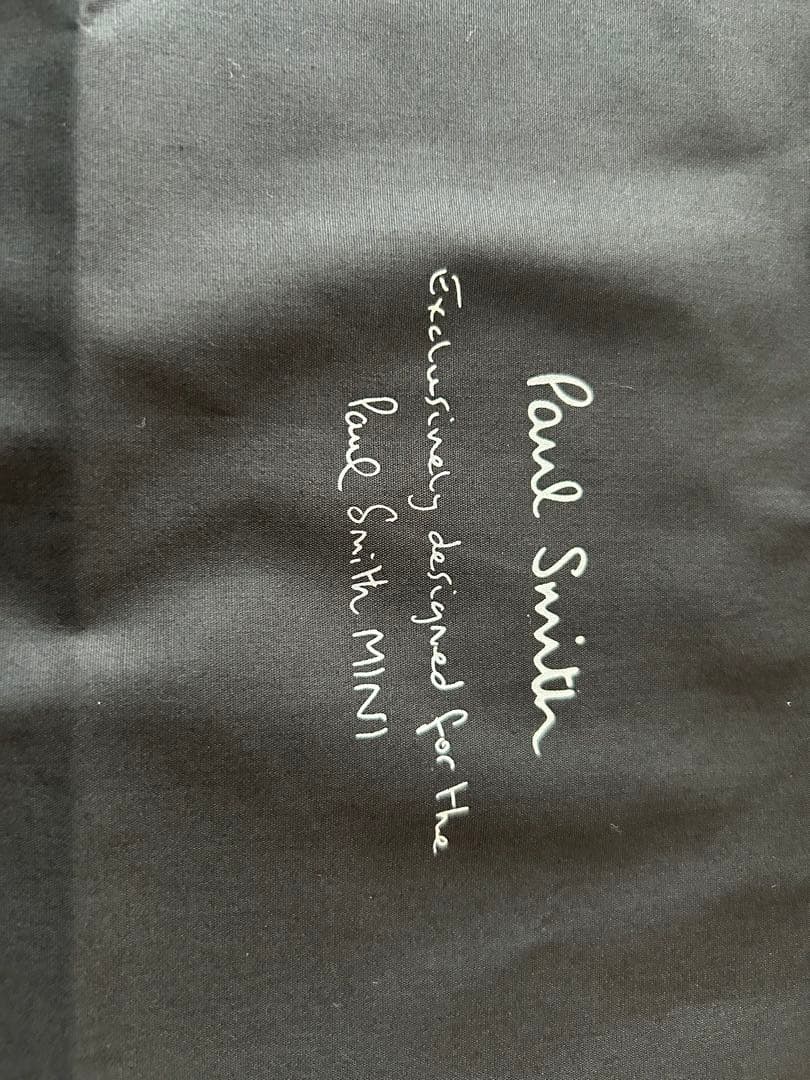 Paul Smith
Exclusively designed for the
Paul Smith MINI